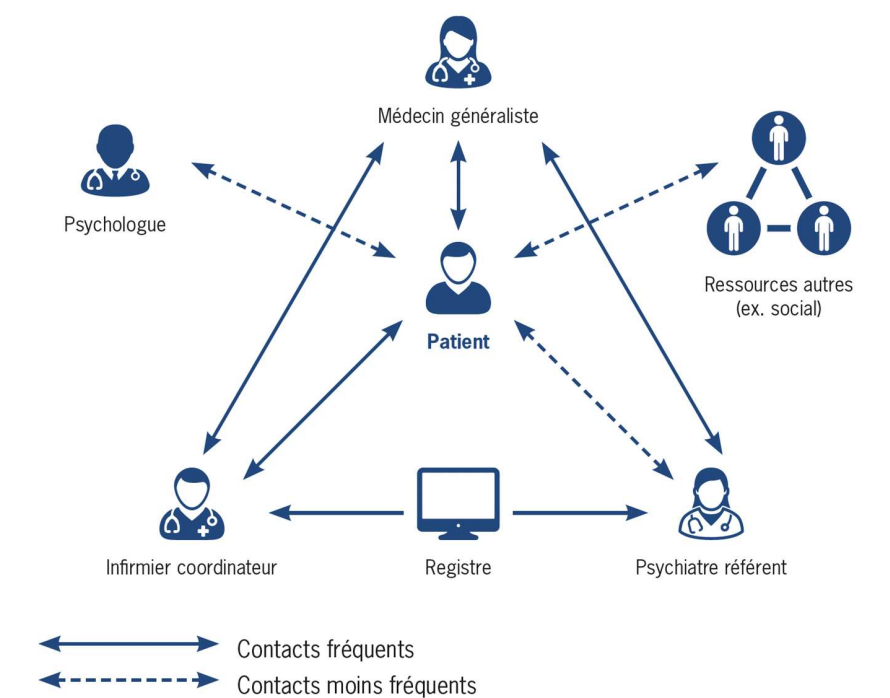 Médecin généraliste
Psychologue
Ressources autres
(ex. social)
Patient
Infirmier coordinateur
Registre
Psychiatre référent
Contacts fréquents
Contacts moins fréquents